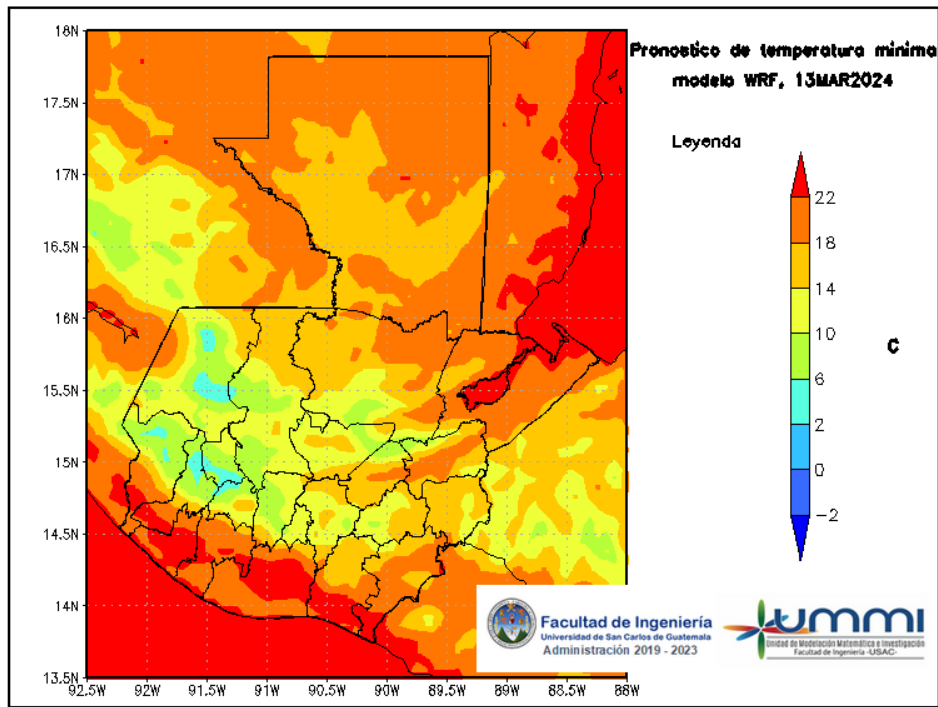 Pronostico de temperatura minima
modelo WRF, 13MAR2024
Leyenda
22
18
14
10
6
2
0
−2
C
18N
17.5N
17N
16.5N
16N
15.5N
15N
14.5N
14N
13.5N
92.5W
92W
91.5W
91W
90.5W
90W
89.5W
89W
88.5W
88W
Facultad de Ingeniería
Universidad de San Carlos de Guatemala
Administración 2019 - 2023
ummi
Unidad de Modelación Matemática e Investigación
Facultad de Ingeniería -USAC-